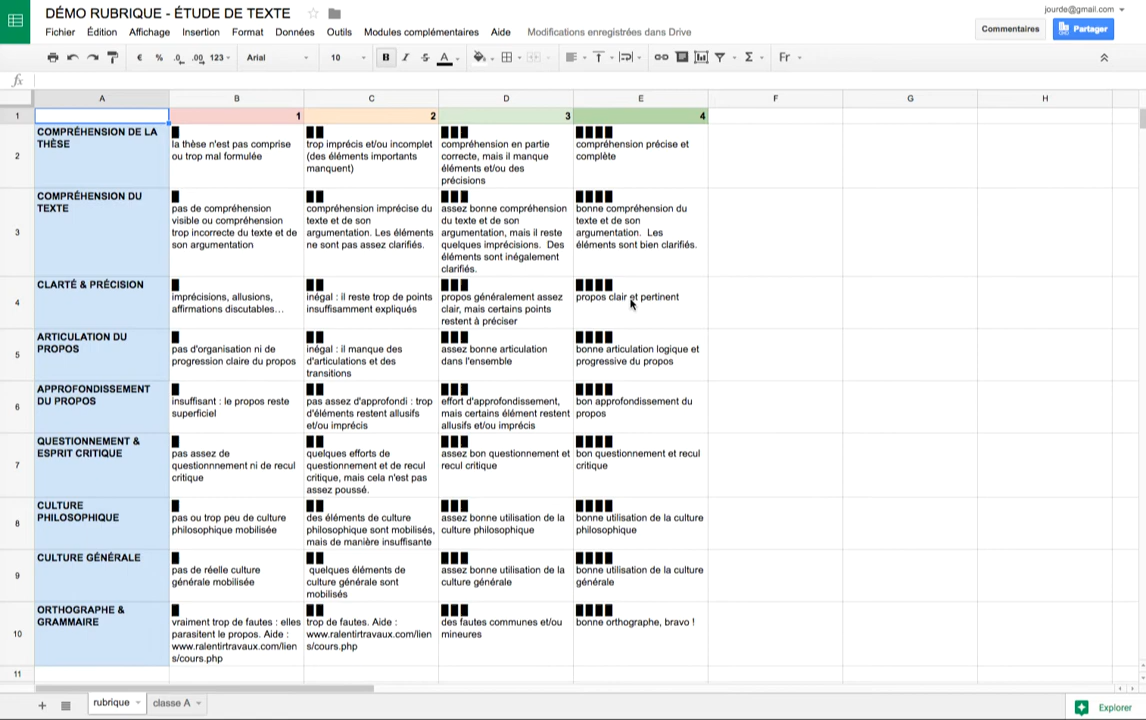 DÉMO RUBRIQUE - ÉTUDE DE TEXTE
jourde@gmail.com
Fichier Édition Affichage Insertion Format Données Outils Modules complémentaires Aide Modifications enregistrées dans Drive
Commentaires
Partager
€ % .0 .00 123 Arial 10 B I S A Σ Fr
fx
A B C D E F G H
1 1 2 3 4
2
COMPRÉHENSION DE LA
THÈSE
la thèse n'est pas comprise
ou trop mal formulée
trop imprécis et/ou incomplet
(des éléments importants
manquent)
compréhension en partie
correcte, mais il manque
éléments et/ou des
précisions
compréhension précise et
complète
3
COMPRÉHENSION DU
TEXTE
pas de compréhension
visible ou compréhension
trop incorrecte du texte et de
son argumentation
compréhension imprécise du
texte et de son
argumentation. Les éléments
ne sont pas assez clarifiés.
assez bonne compréhension
du texte et de son
argumentation, mais il reste
quelques imprécisions. Des
éléments sont inégalement
clarifiés.
bonne compréhension du
texte et de son
argumentation. Les
éléments sont bien clarifiés.
4
CLARTÉ & PRÉCISION
imprécisions, allusions,
affirmations discutables…
inégal : il reste trop de points
insuffisamment expliqués
propos généralement assez
clair, mais certains points
restent à préciser
propos clair et pertinent
5
ARTICULATION DU
PROPOS
pas d'organisation ni de
progression claire du propos
inégal : il manque des
d'articulations et des
transitions
assez bonne articulation
dans l'ensemble
bonne articulation logique et
progressive du propos
6
APPROFONDISSEMENT
DU PROPOS
insuffisant : le propos reste
superficiel
pas assez d'approfondi : trop
d'éléments restent allusifs
et/ou imprécis
effort d'approfondissement,
mais certains élément restent
allusifs et/ou imprécis
bon approfondissement du
propos
7
QUESTIONNEMENT &
ESPRIT CRITIQUE
pas assez de
questionnnement ni de recul
critique
quelques efforts de
questionnement et de recul
critique, mais cela n'est pas
assez poussé.
assez bon questionnement et
recul critique
bon questionnement et recul
critique
8
CULTURE
PHILOSOPHIQUE
pas ou trop peu de culture
philosophique mobilisée
des éléments de culture
philosophique sont mobilisés,
mais de manière insuffisante
assez bonne utilisation de la
culture philosophique
bonne utilisation de la culture
philosophique
9
CULTURE GÉNÉRALE
pas de réelle culture
générale mobilisée
quelques éléments de
culture générale sont
mobilisés
assez bonne utilisation de la
culture générale
bonne utilisation de la culture
générale
10
ORTHOGRAPHE &
GRAMMAIRE
vraiment trop de fautes : elles
parasitent le propos. Aide :
www.ralentirtravaux.com/lien
s/cours.php
trop de fautes. Aide :
www.ralentirtravaux.com/lien
s/cours.php
des fautes communes et/ou
mineures
bonne orthographe, bravo !
11
rubrique classe A
Explorer